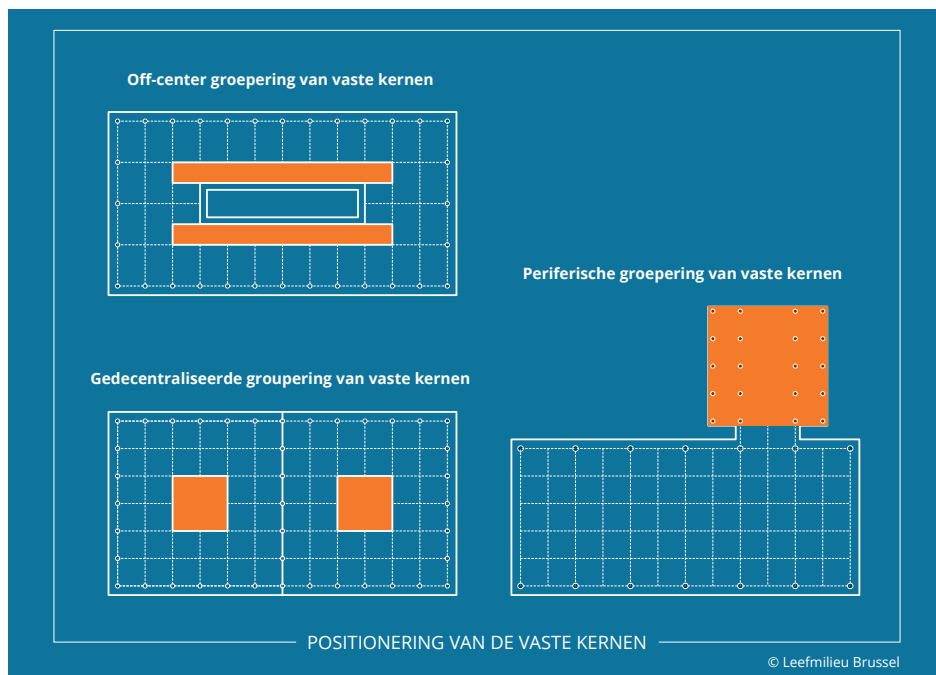 Off-center groepering van vaste kernen
Periferische groepering van vaste kernen
Gedecentraliseerde groupering van vaste kernen
POSITIONERING VAN DE VASTE KERNEN
© Leefmilieu Brussel